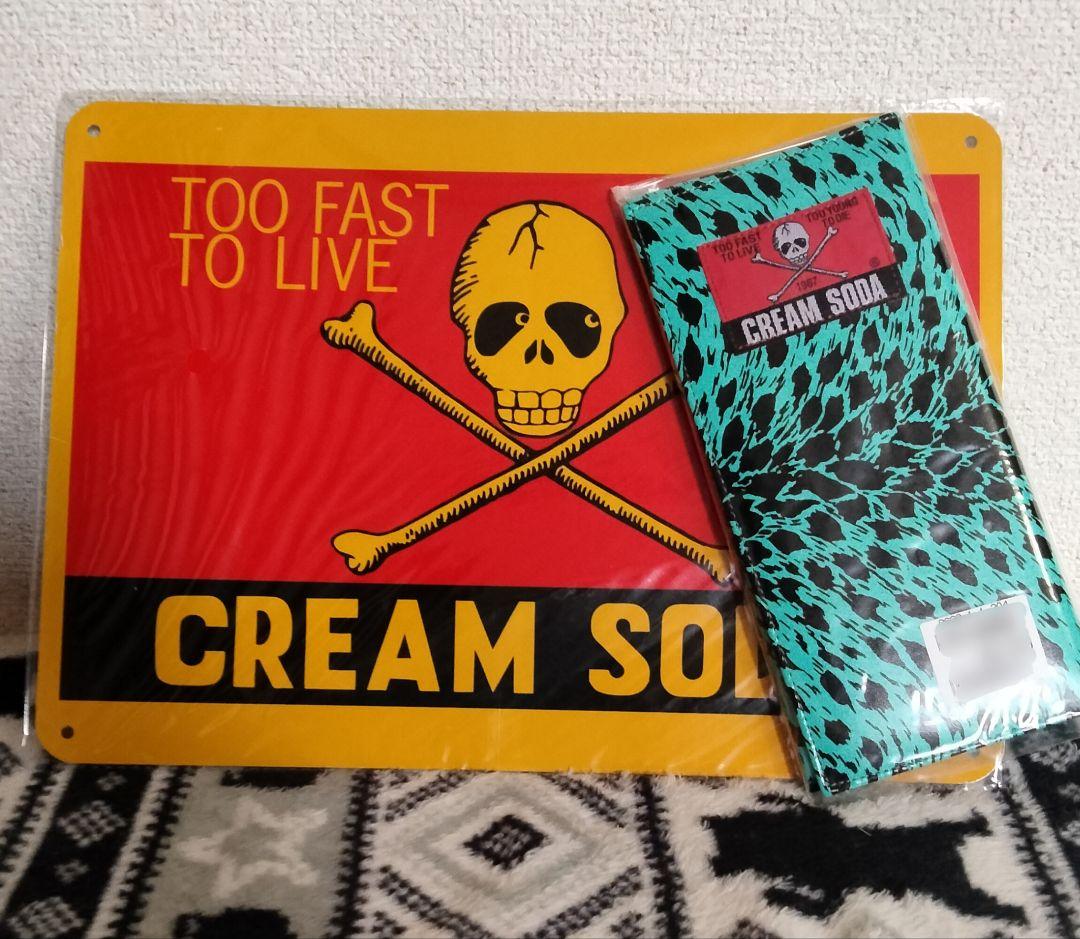 TOO FAST
TO LIVE
CREAM SO
TOO FAST
TO LIVE
TOO YOUNG
TO DIE
1967
®
CREAM SODA